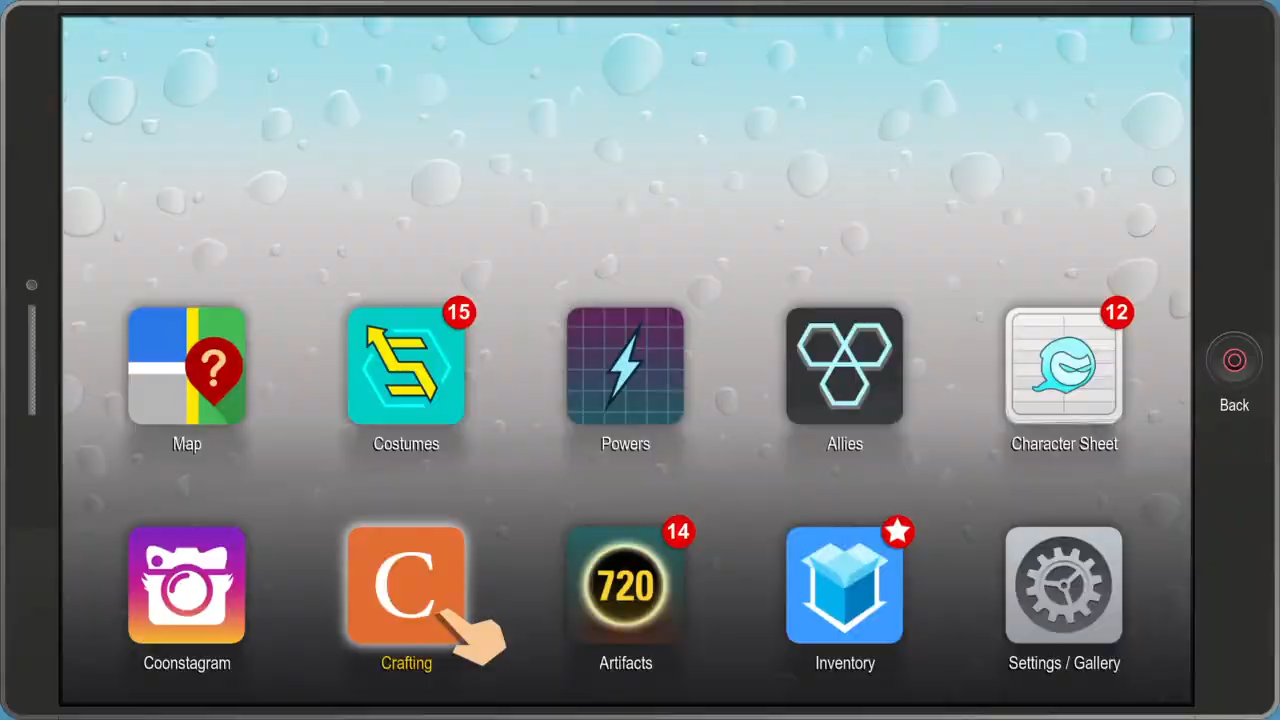 15
12
?
Map
Costumes
Powers
Allies
Character Sheet
Back
14
C
720
Coonstagram
Crafting
Artifacts
Inventory
Settings / Gallery